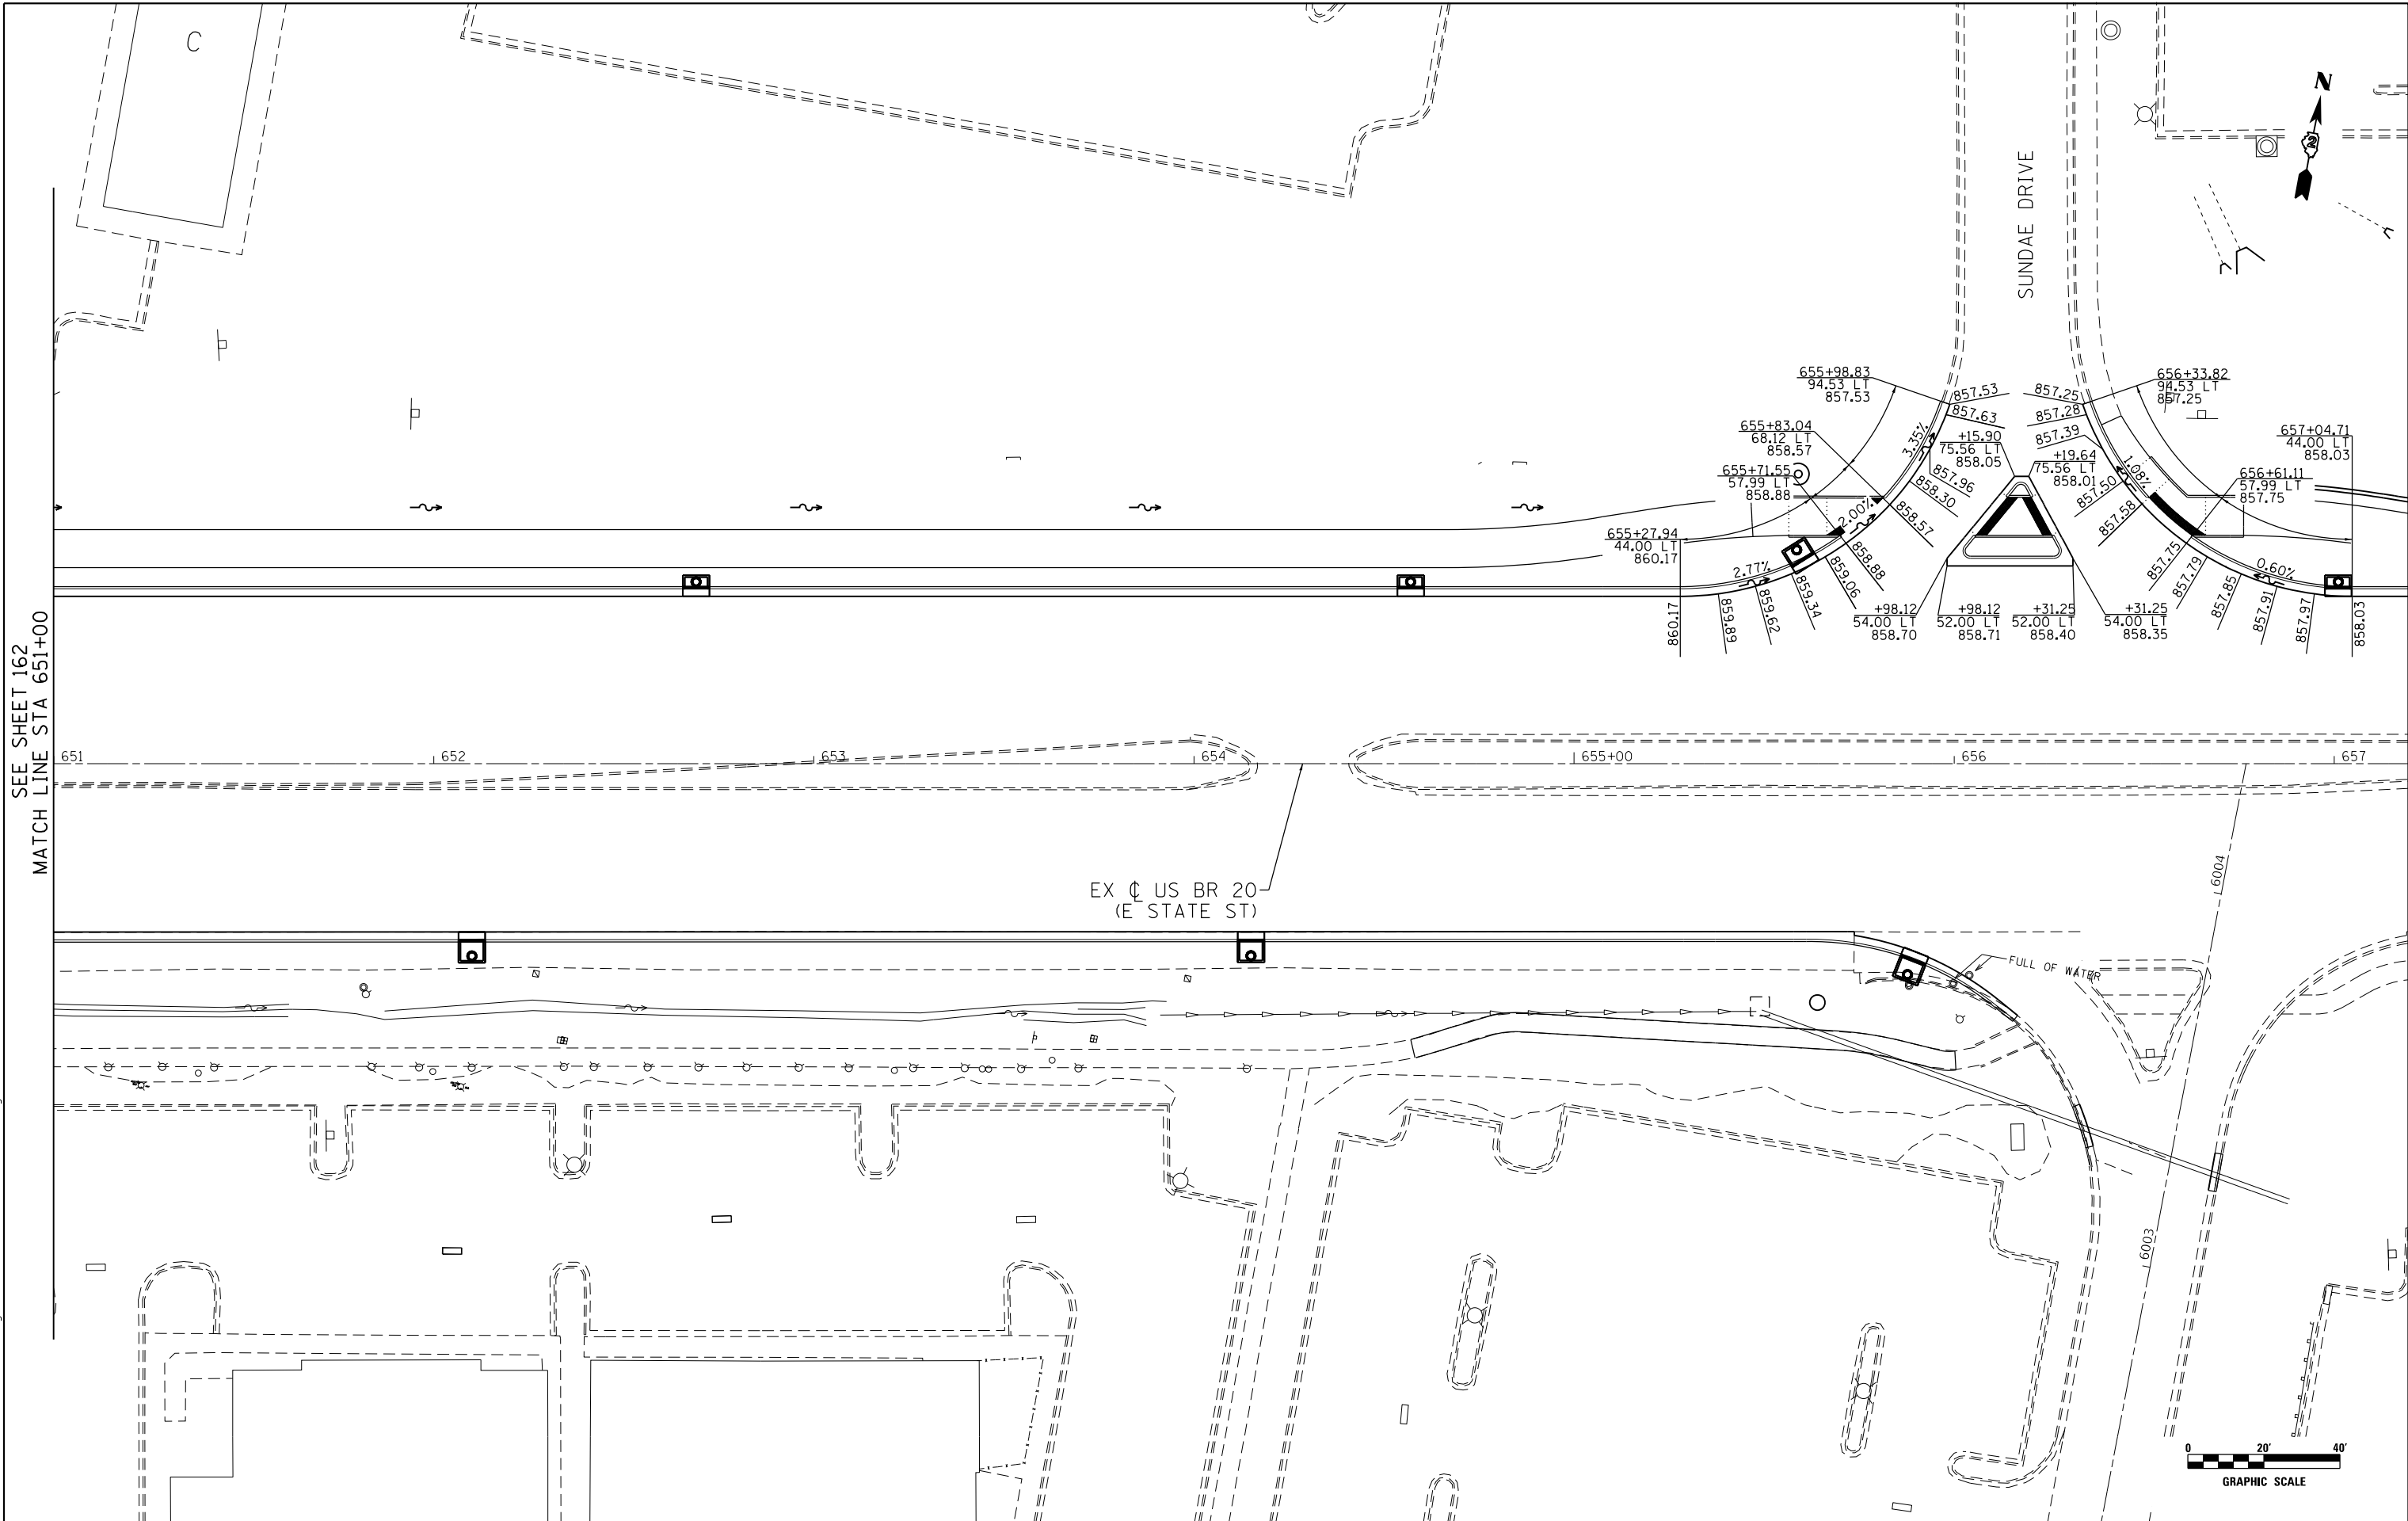 C
N
SUNDAE DRIVE
655+98.83
94.53 LT
857.53
857.53
857.63
857.25
857.28
857.39
656+33.82
94.53 LT
857.25
655+83.04
68.12 LT
858.57
3.35%
+15.90
75.56 LT
858.05
+19.64
75.56 LT
858.01
1.08%
657+04.71
44.00 LT
858.03
655+71.55
57.99 LT
858.88
857.96
858.30
857.50
857.58
656+61.11
57.99 LT
857.75
2.00%
858.57
655+27.94
44.00 LT
860.17
2.77%
858.88
859.06
859.34
859.62
859.89
860.17
857.75
857.79
857.85
857.91
857.97
858.03
0.60%
+98.12
54.00 LT
858.70
+98.12
52.00 LT
858.71
+31.25
52.00 LT
858.40
+31.25
54.00 LT
858.35
SEE SHEET 162
MATCH LINE STA 651+00
651
652
653
654
655+00
656
657
EX ℄ US BR 20
(E STATE ST)
6004
FULL OF WATER
6003
0 20' 40'
GRAPHIC SCALE